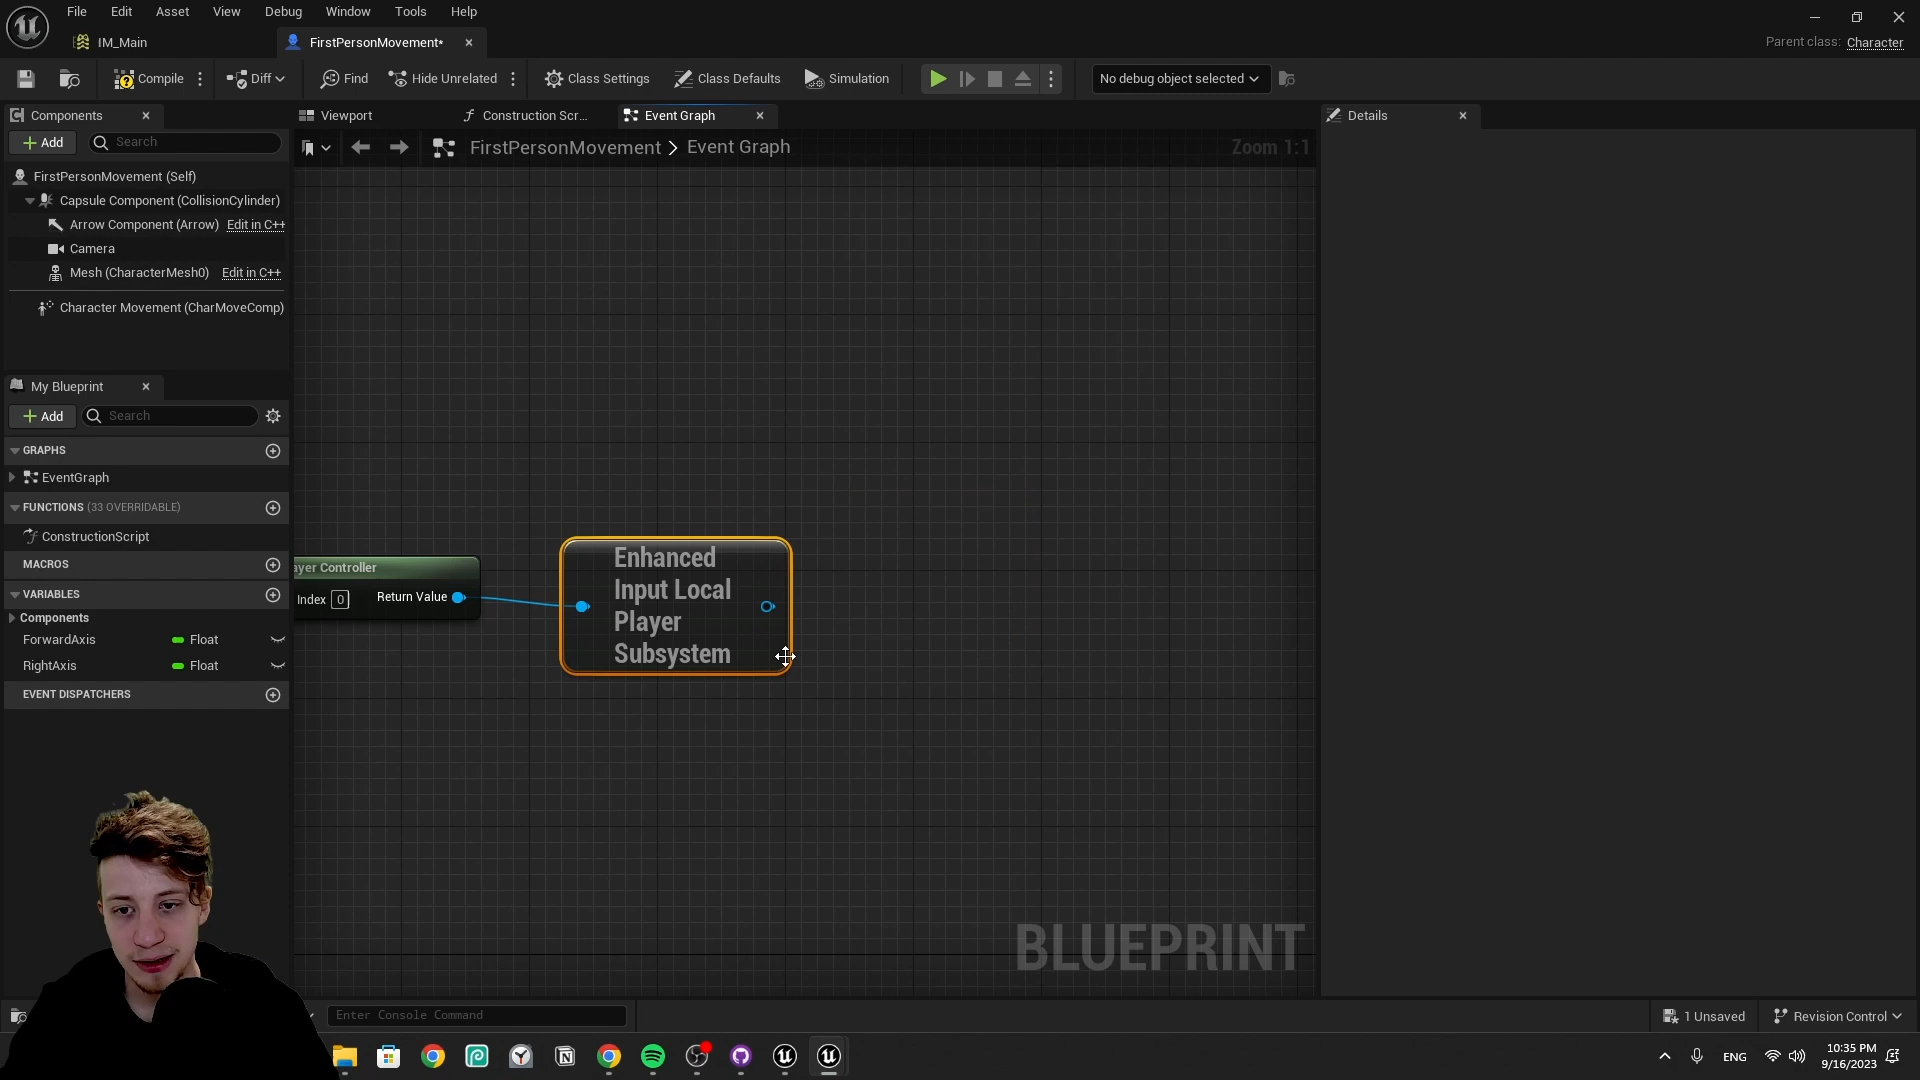 File Edit Asset View Debug Window Tools Help
IM_Main
FirstPersonMovement*
Parent class: Character
Compile
Diff
Find
Hide Unrelated
Class Settings
Class Defaults
Simulation
No debug object selected
Components
Viewport
Construction Scr...
Event Graph
Details
Add
Search
FirstPersonMovement > Event Graph
Zoom 1:1
FirstPersonMovement (Self)
Capsule Component (CollisionCylinder)
Arrow Component (Arrow) Edit in C++
Camera
Mesh (CharacterMesh0) Edit in C++
Character Movement (CharMoveComp)
My Blueprint
Add
Search
GRAPHS
EventGraph
FUNCTIONS (33 OVERRIDABLE)
ConstructionScript
MACROS
VARIABLES
Components
ForwardAxis Float
RightAxis Float
EVENT DISPATCHERS
ayer Controller
Index 0
Return Value
Enhanced
Input Local
Player
Subsystem
BLUEPRINT
Enter Console Command
1 Unsaved
Revision Control
ENG
10:35 PM
9/16/2023